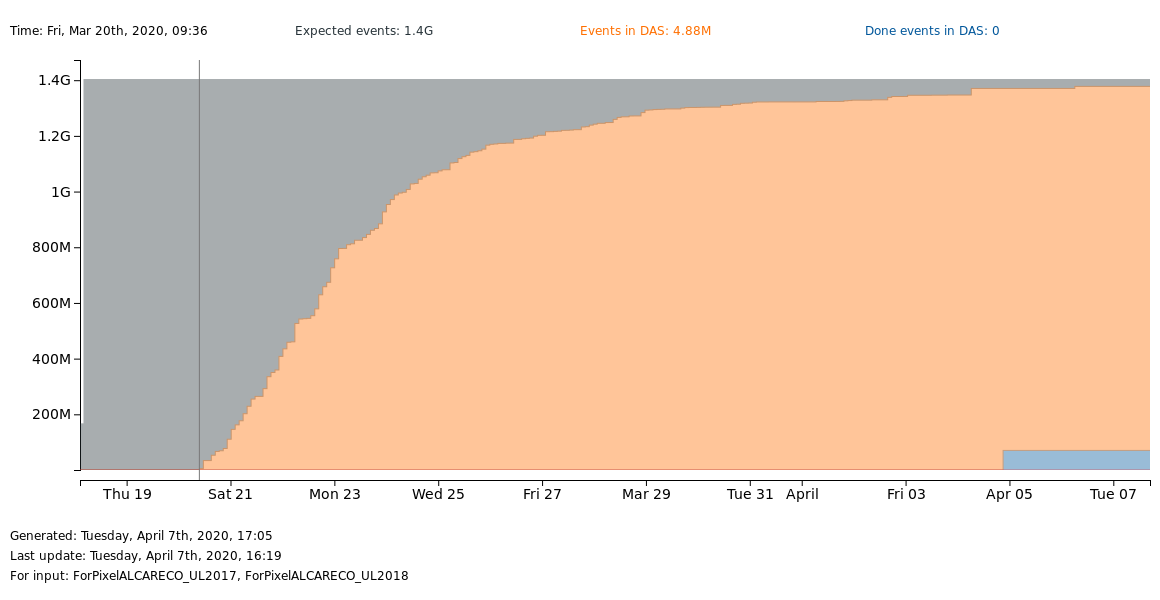 Time: Fri, Mar 20th, 2020, 09:36 Expected events: 1.4G Events in DAS: 4.88M Done events in DAS: 0
1.4G
1.2G
1G
800M
600M
400M
200M
Thu 19 Sat 21 Mon 23 Wed 25 Fri 27 Mar 29 Tue 31 April Fri 03 Apr 05 Tue 07
Generated: Tuesday, April 7th, 2020, 17:05
Last update: Tuesday, April 7th, 2020, 16:19
For input: ForPixelALCARECO_UL2017, ForPixelALCARECO_UL2018